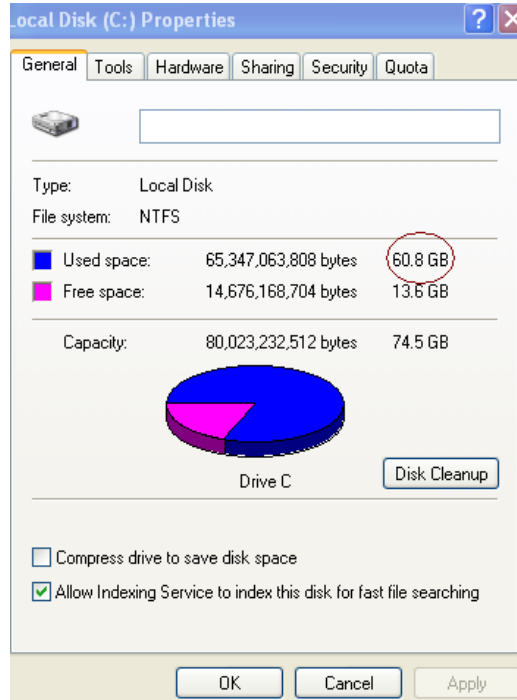 ocal Disk (C:) Properties
General Tools Hardware Sharing Security Quota
Type: Local Disk
File system: NTFS
Used space: 65,347,063,808 bytes 60.8 GB
Free space: 14,676,168,704 bytes 13.6 GB
Capacity: 80,023,232,512 bytes 74.5 GB
Drive C
Disk Cleanup
Compress drive to save disk space
Allow Indexing Service to index this disk for fast file searching
OK Cancel Apply